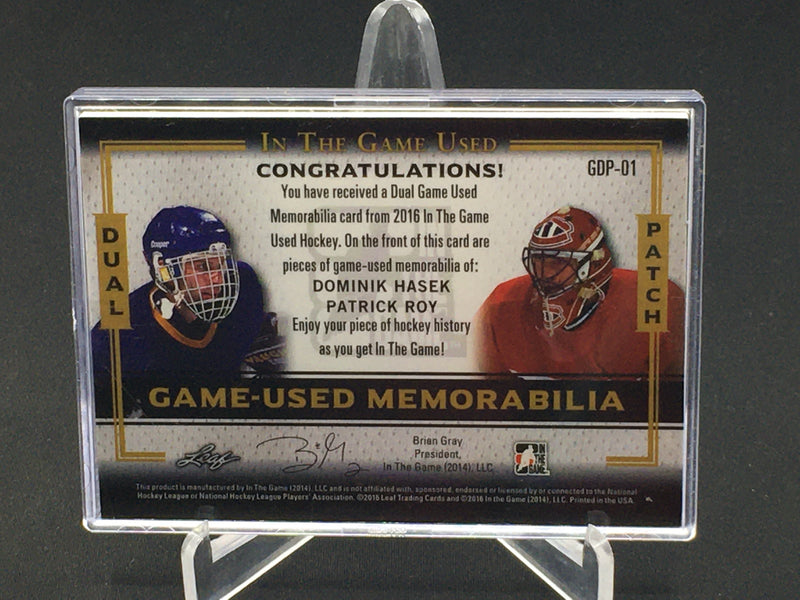 IN THE GAME USED
CONGRATULATIONS!
GDP-01
You have received a Dual Game Used
Memorabilia card from 2016 In The Game
Used Hockey. On the front of this card are
pieces of game-used memorabilia of:
DOMINIK HASEK
PATRICK ROY
Enjoy your piece of hockey history
as you get In The Game!
DUAL
PATCH
Cooper
GAME-USED MEMORABILIA
Leaf
Brian Gray
President,
In The Game (2014), LLC
IN THE GAME
This product is manufactured by In The Game (2014), LLC and is not affiliated with, sponsored, endorsed or licensed by or connected to the National
Hockey League or National Hockey League Players' Association. ©2016 Leaf Trading Cards and ©2016 In the Game (2014), LLC. Printed in the USA.